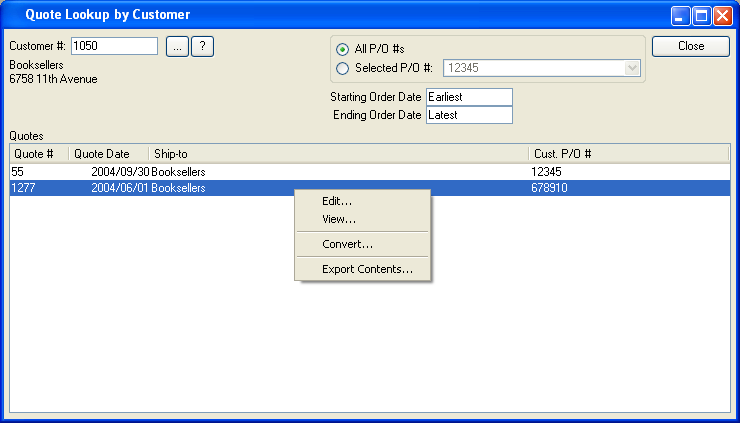 Quote Lookup by Customer
Customer #: 1050 ... ?
Booksellers
6758 11th Avenue
All P/O #s
Selected P/O #: 12345
Close
Starting Order Date Earliest
Ending Order Date Latest
Quotes
Quote # Quote Date Ship-to Cust. P/O #
55 2004/09/30 Booksellers 12345
1277 2004/06/01 Booksellers 678910
Edit...
View...
Convert...
Export Contents...